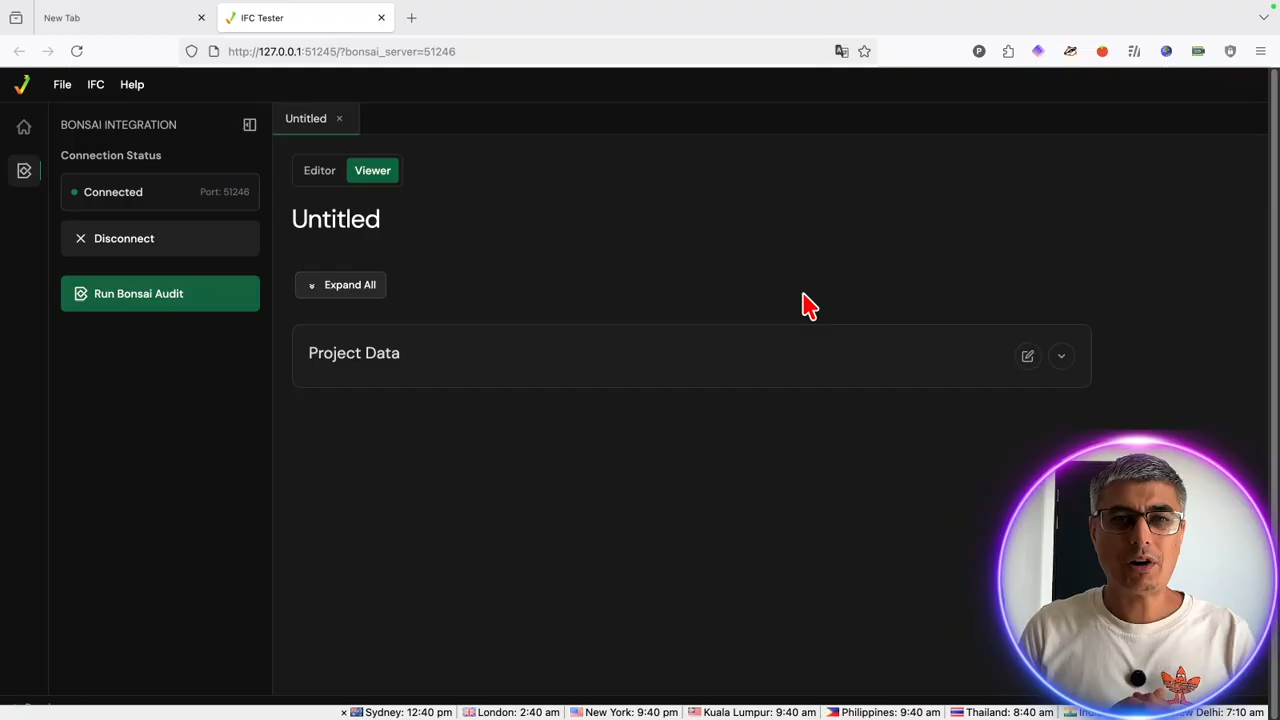 New Tab
IFC Tester
http://127.0.0.1:51245/?bonsai_server=51246
File IFC Help
BONSAI INTEGRATION
Connection Status
Connected Port: 51246
Disconnect
Run Bonsai Audit
Untitled
Editor Viewer
Untitled
Expand All
Project Data
Sydney: 12:40 pm London: 2:40 am New York: 9:40 pm Kuala Lumpur: 9:40 am Philippines: 9:40 am Thailand: 8:40 am New Delhi: 7:10 am